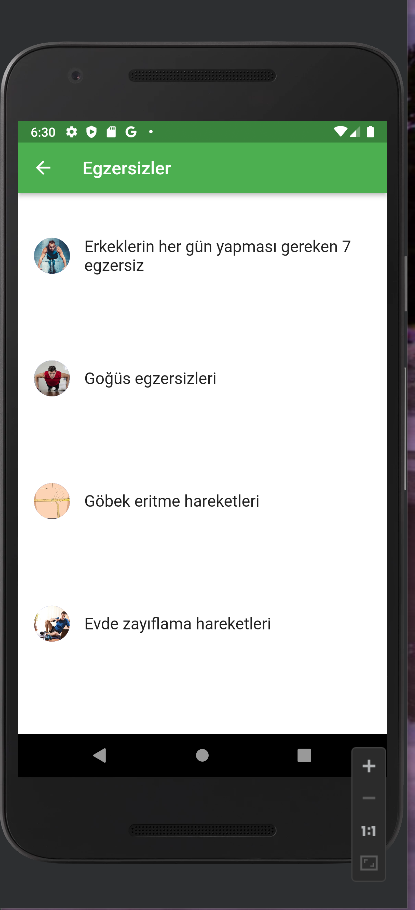 6:30
Egzersizler
Erkeklerin her gün yapması gereken 7
egzersiz
Goğüs egzersizleri
Göbek eritme hareketleri
Evde zayıflama hareketleri
1:1